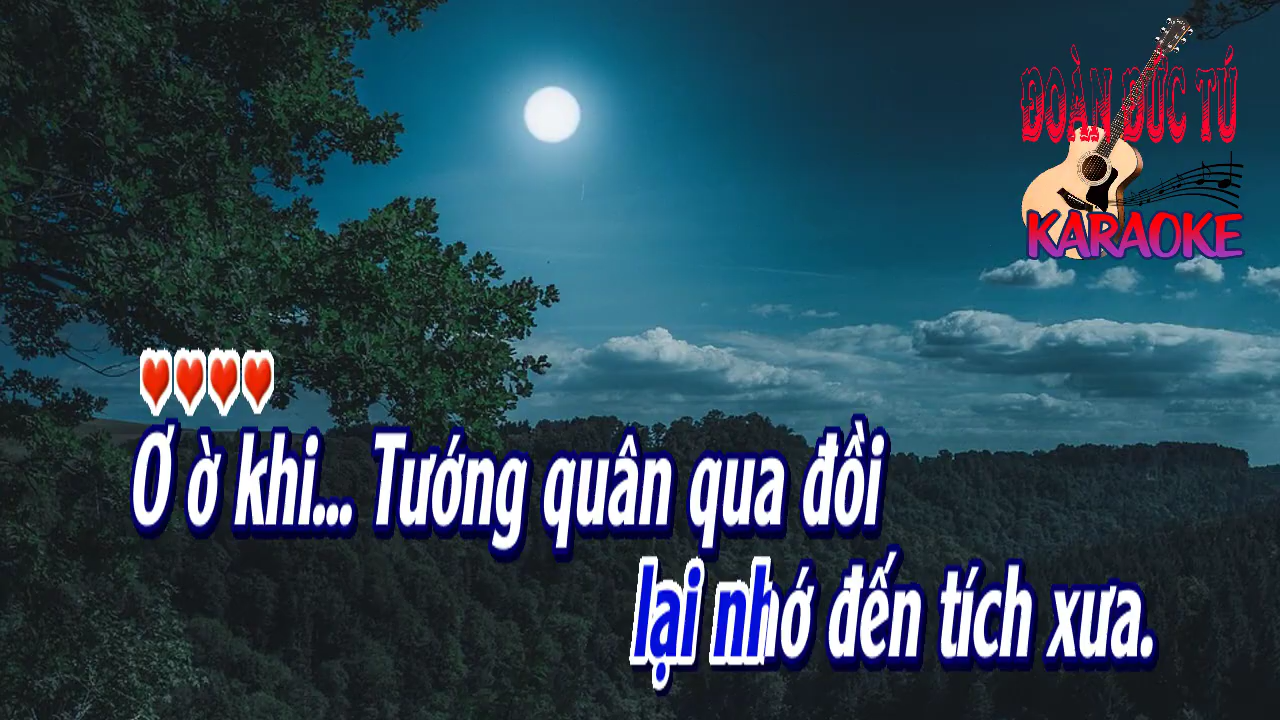 ĐOÀN ĐỨC TÚ
KARAOKE
Ơ ờ khi... Tướng quân qua đồi
lại nhớ đến tích xưa.